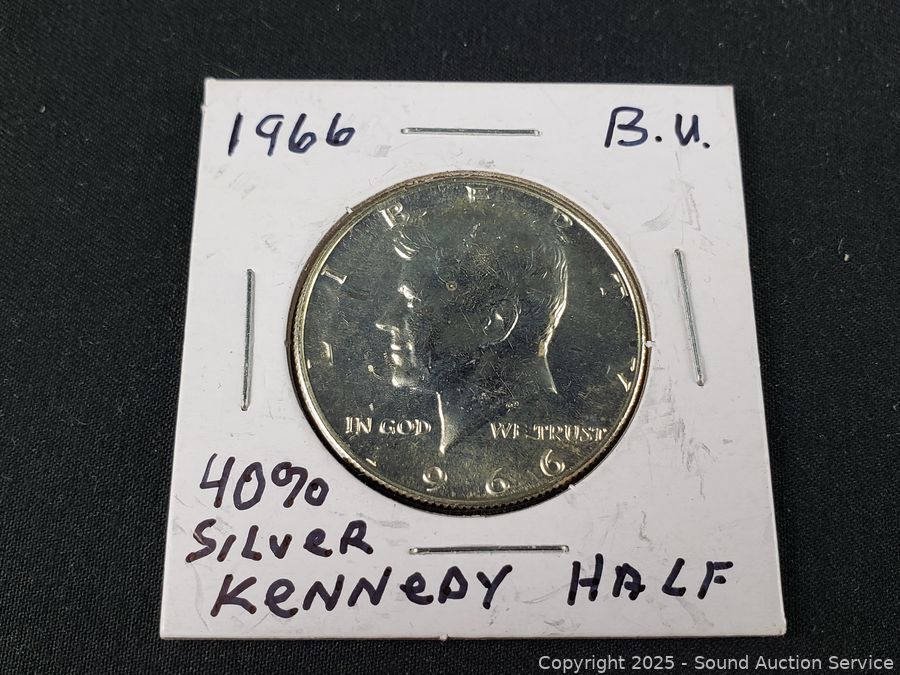 1966 B.U.
LIBERTY
IN GOD WE TRUST
1966
40%
SILVER
KENNEDY HALF
Copyright 2025 - Sound Auction Service